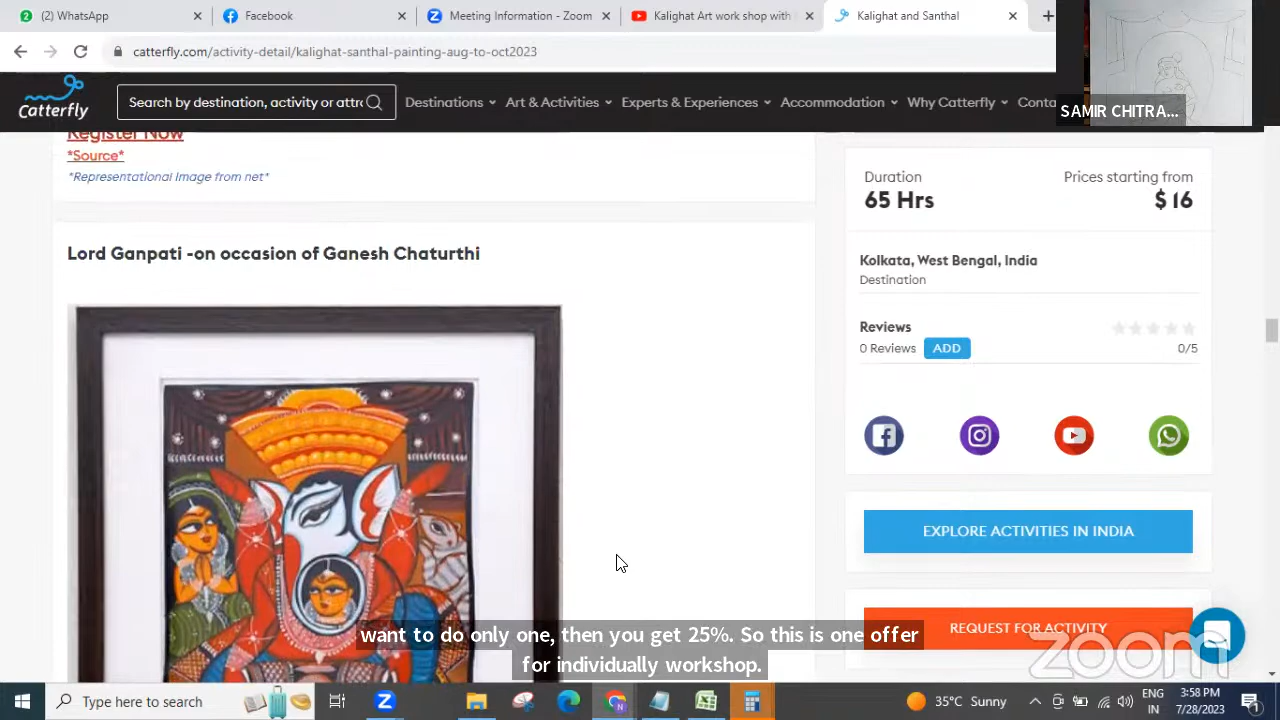 (2) WhatsApp
Facebook
Meeting Information - Zoom
Kalighat Art work shop with
Kalighat and Santhal
catterfly.com/activity-detail/kalighat-santhal-painting-aug-to-oct2023
Catterfly
Search by destination, activity or attr
Destinations
Art & Activities
Experts & Experiences
Accommodation
Why Catterfly
Conta
SAMIR CHITRA...
Register Now
*Source*
*Representational Image from net*
Duration
Prices starting from
65 Hrs
$ 16
Lord Ganpati -on occasion of Ganesh Chaturthi
Kolkata, West Bengal, India
Destination
Reviews
0 Reviews
ADD
0/5
EXPLORE ACTIVITIES IN INDIA
REQUEST FOR ACTIVITY
want to do only one, then you get 25%. So this is one offer
for individually workshop.
zoom
Type here to search
35°C Sunny
ENG
IN
3:58 PM
7/28/2023
1